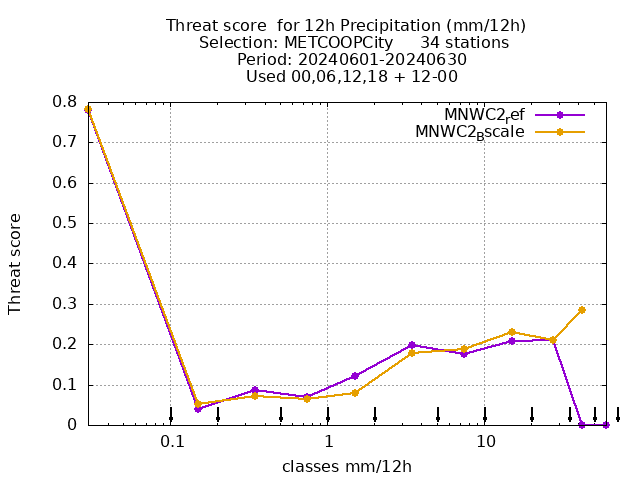 Threat score  for 12h Precipitation (mm/12h)
Selection: METCOOPCity     34 stations
Period: 20240601-20240630
Used 00,06,12,18 + 12-00
MNWC2_ref
MNWC2_Bscale
0.8
0.7
0.6
0.5
0.4
0.3
0.2
0.1
0
Threat score
0.1 1 10
classes mm/12h